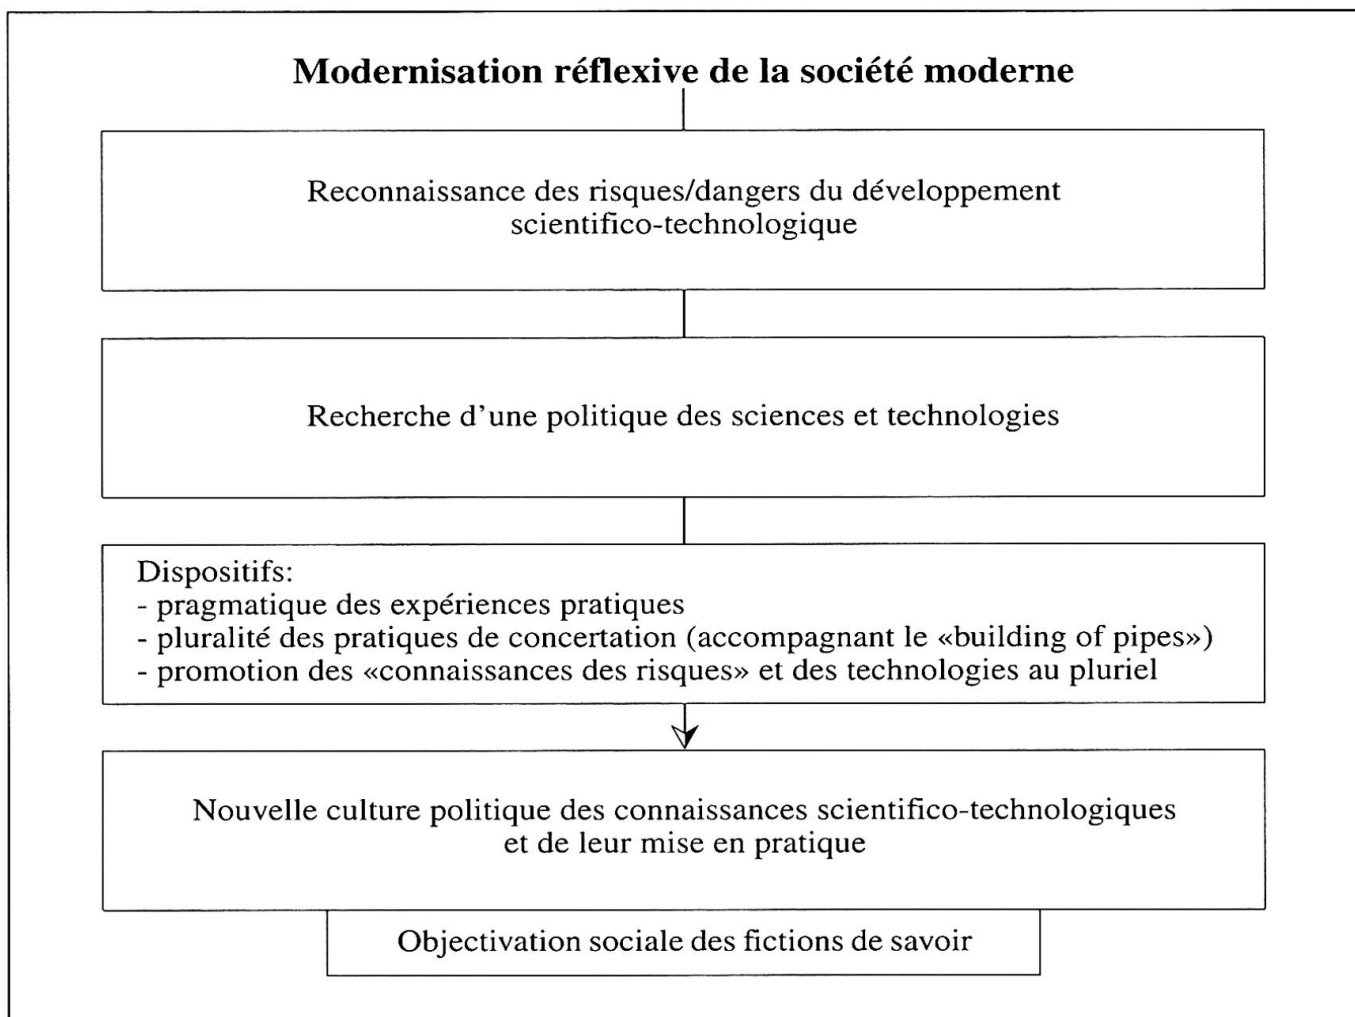 Modernisation réflexive de la société moderne
Reconnaissance des risques/dangers du développement
scientifico-technologique
Recherche d'une politique des sciences et technologies
Dispositifs:
- pragmatique des expériences pratiques
- pluralité des pratiques de concertation (accompagnant le «building of pipes»)
- promotion des «connaissances des risques» et des technologies au pluriel
Nouvelle culture politique des connaissances scientifico-technologiques
et de leur mise en pratique
Objectivation sociale des fictions de savoir